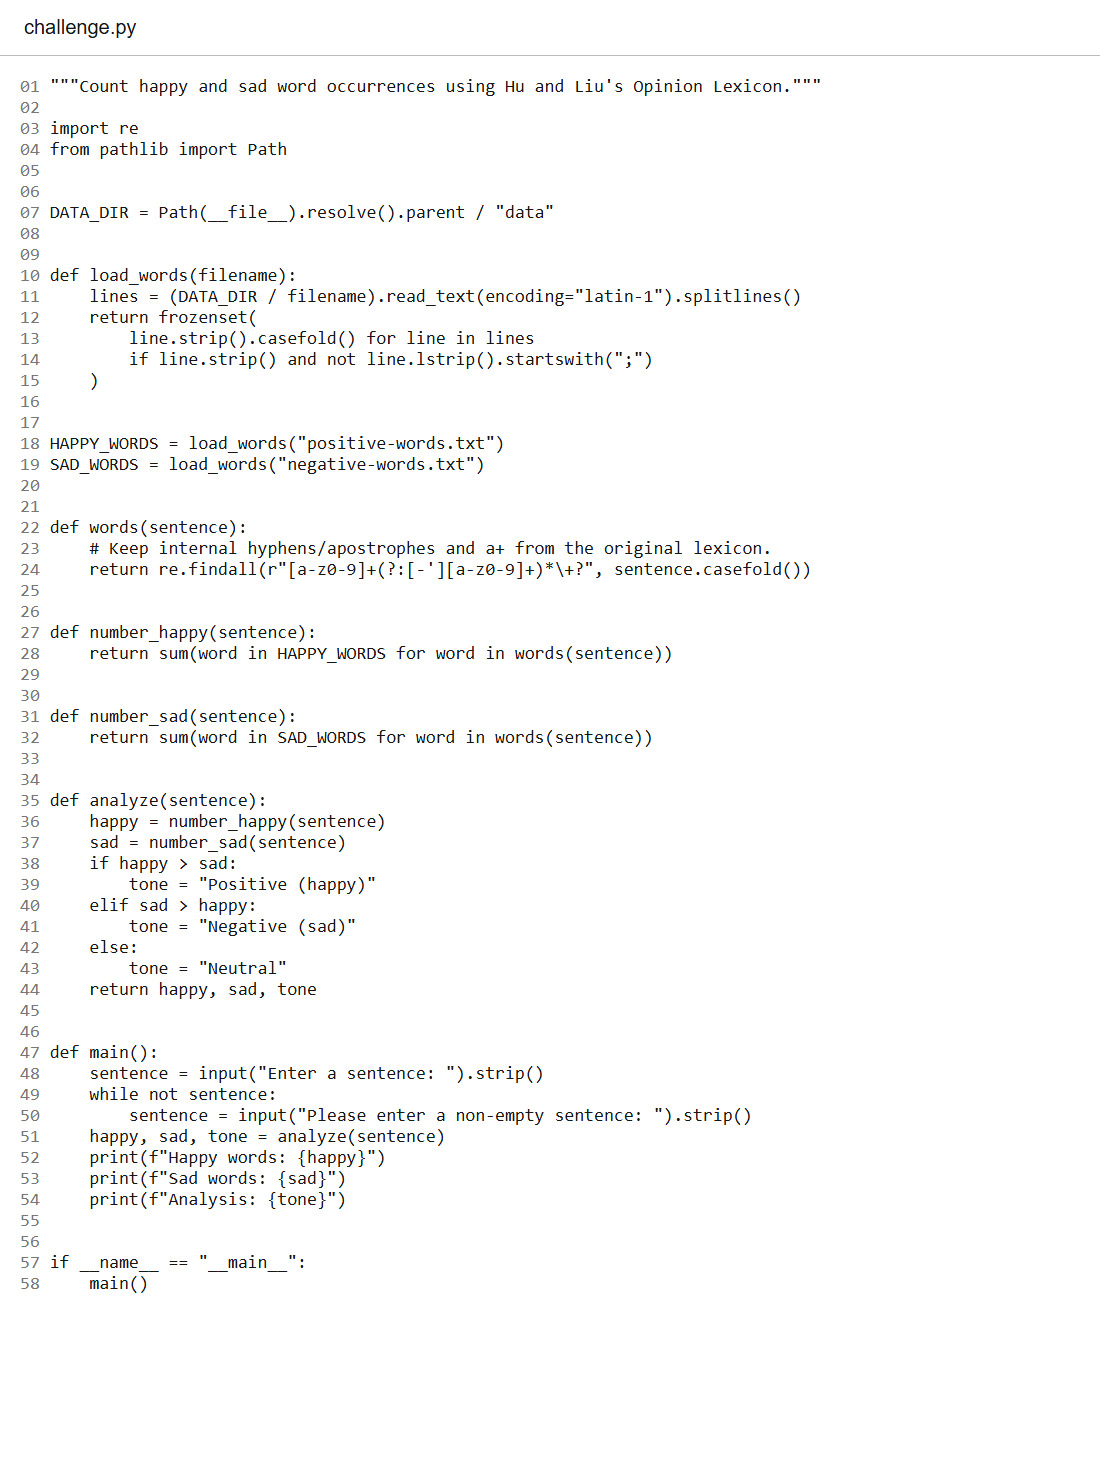 challenge.py
01 """Count happy and sad word occurrences using Hu and Liu's Opinion Lexicon."""
02
03 import re
04 from pathlib import Path
05
06
07 DATA_DIR = Path(__file__).resolve().parent / "data"
08
09
10 def load_words(filename):
11     lines = (DATA_DIR / filename).read_text(encoding="latin-1").splitlines()
12     return frozenset(
13         line.strip().casefold() for line in lines
14         if line.strip() and not line.lstrip().startswith(";")
15     )
16
17
18 HAPPY_WORDS = load_words("positive-words.txt")
19 SAD_WORDS = load_words("negative-words.txt")
20
21
22 def words(sentence):
23     # Keep internal hyphens/apostrophes and a+ from the original lexicon.
24     return re.findall(r"[a-z0-9]+(?:[-'][a-z0-9]+)*\+?", sentence.casefold())
25
26
27 def number_happy(sentence):
28     return sum(word in HAPPY_WORDS for word in words(sentence))
29
30
31 def number_sad(sentence):
32     return sum(word in SAD_WORDS for word in words(sentence))
33
34
35 def analyze(sentence):
36     happy = number_happy(sentence)
37     sad = number_sad(sentence)
38     if happy > sad:
39         tone = "Positive (happy)"
40     elif sad > happy:
41         tone = "Negative (sad)"
42     else:
43         tone = "Neutral"
44     return happy, sad, tone
45
46
47 def main():
48     sentence = input("Enter a sentence: ").strip()
49     while not sentence:
50         sentence = input("Please enter a non-empty sentence: ").strip()
51     happy, sad, tone = analyze(sentence)
52     print(f"Happy words: {happy}")
53     print(f"Sad words: {sad}")
54     print(f"Analysis: {tone}")
55
56
57 if __name__ == "__main__":
58     main()